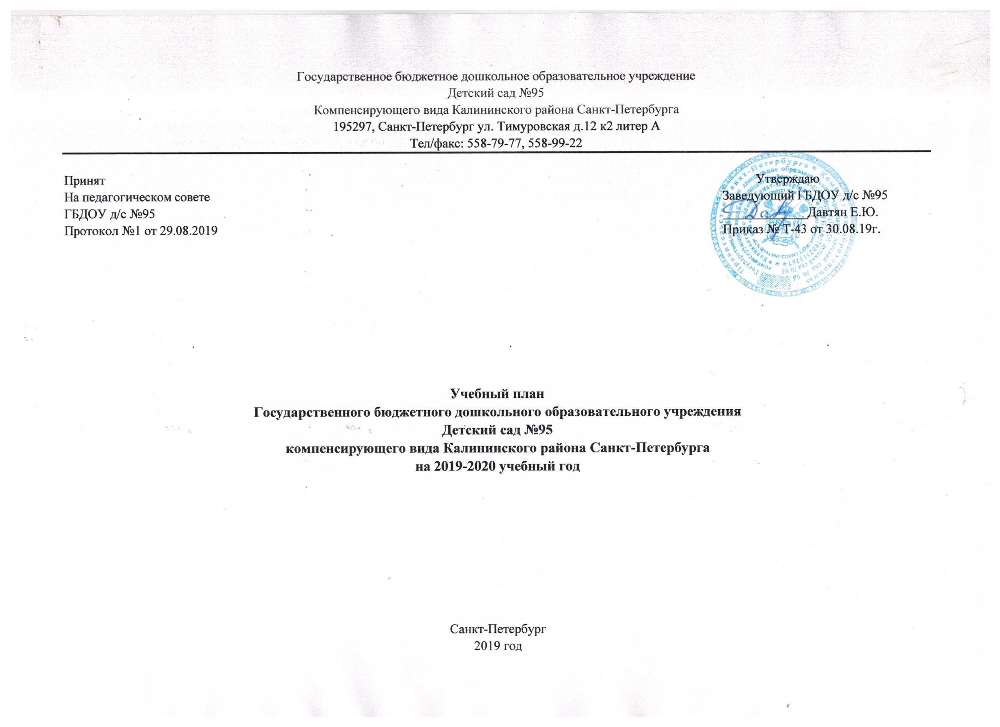 Государственное бюджетное дошкольное образовательное учреждение
Детский сад №95
Компенсирующего вида Калининского района Санкт-Петербурга
195297, Санкт-Петербург ул. Тимуровская д.12 к2 литер А
Тел/факс: 558-79-77, 558-99-22
Принят
На педагогическом совете
ГБДОУ д/с №95
Протокол №1 от 29.08.2019
Утверждаю
Заведующий ГБДОУ д/с №95
Давтян Е.Ю.
Приказ № Т-43 от 30.08.19г.
Учебный план
Государственного бюджетного дошкольного образовательного учреждения
Детский сад №95
компенсирующего вида Калининского района Санкт-Петербурга
на 2019-2020 учебный год
Санкт-Петербург
2019 год